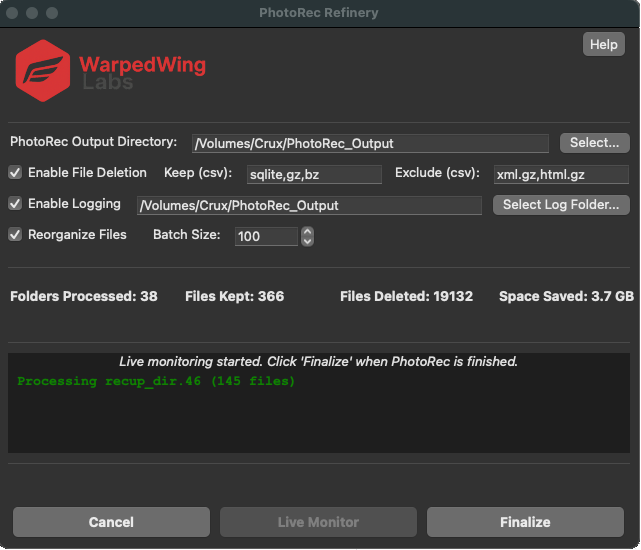 PhotoRec Refinery
Help
WarpedWing
Labs
PhotoRec Output Directory: /Volumes/Crux/PhotoRec_Output Select...
Enable File Deletion Keep (csv): sqlite,gz,bz Exclude (csv): xml.gz,html.gz
Enable Logging /Volumes/Crux/PhotoRec_Output Select Log Folder...
Reorganize Files Batch Size: 100
Folders Processed: 38 Files Kept: 366 Files Deleted: 19132 Space Saved: 3.7 GB
Live monitoring started. Click 'Finalize' when PhotoRec is finished.
Processing recup_dir.46 (145 files)
Cancel Live Monitor Finalize